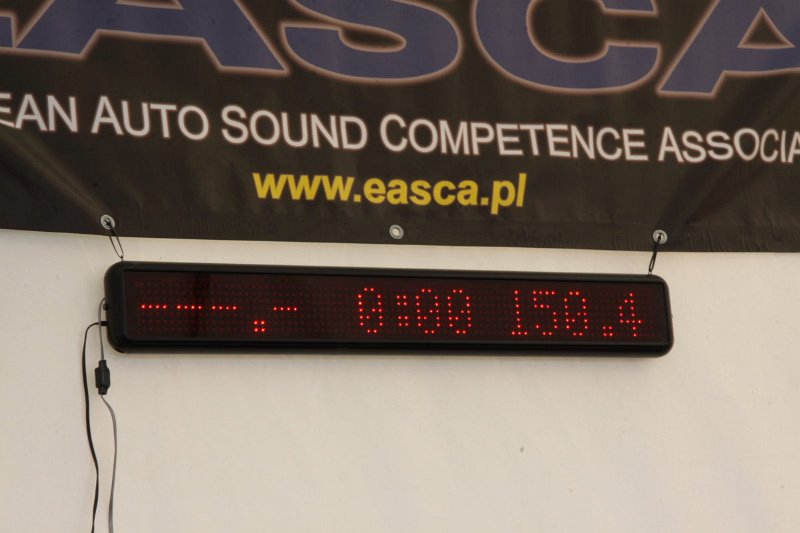 EASCA
EAN AUTO SOUND COMPETENCE ASSOCIA
www.easca.pl
---.- 0:00 150.4